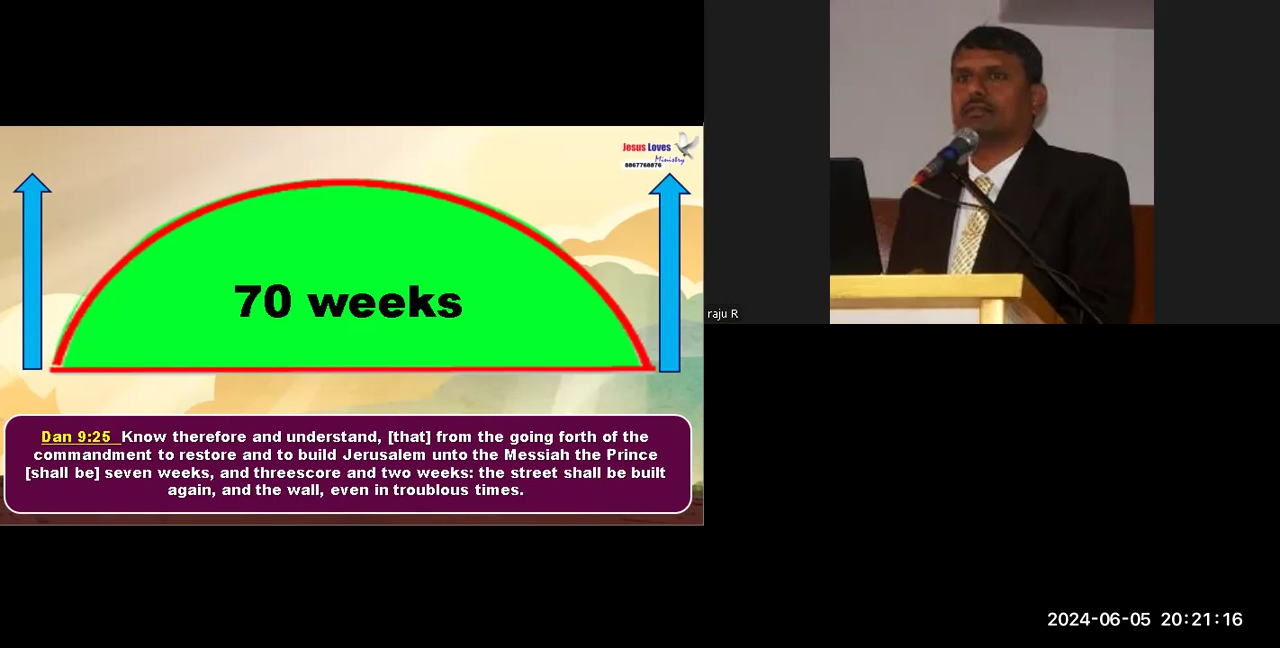 Jesus Loves
Ministry
8867768876
70 weeks
Dan 9:25 Know therefore and understand, [that] from the going forth of the
commandment to restore and to build Jerusalem unto the Messiah the Prince
[shall be] seven weeks, and threescore and two weeks: the street shall be built
again, and the wall, even in troublous times.
raju R
2024-06-05 20:21:16